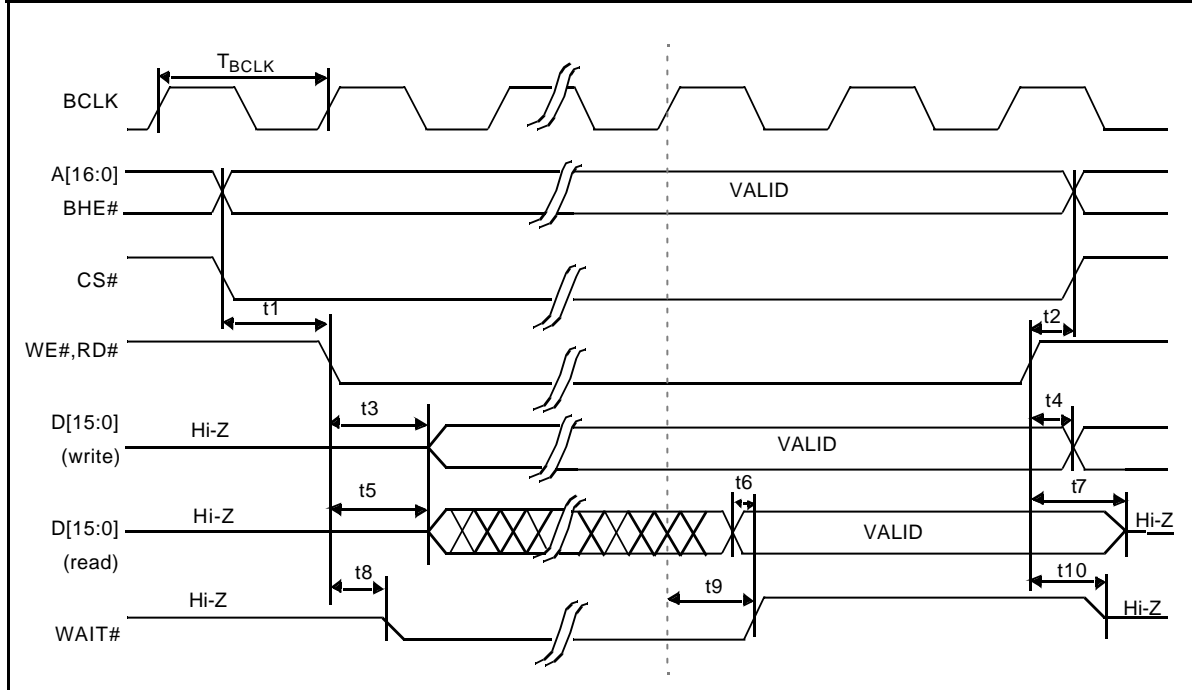 TBCLK
BCLK
A[16:0]
VALID
BHE#
CS#
t1
t2
WE#,RD#
t3
t4
D[15:0]
Hi-Z
VALID
(write)
t6
t5
t7
D[15:0]
Hi-Z
VALID
Hi-Z
(read)
t8
t9
t10
Hi-Z
Hi-Z
WAIT#